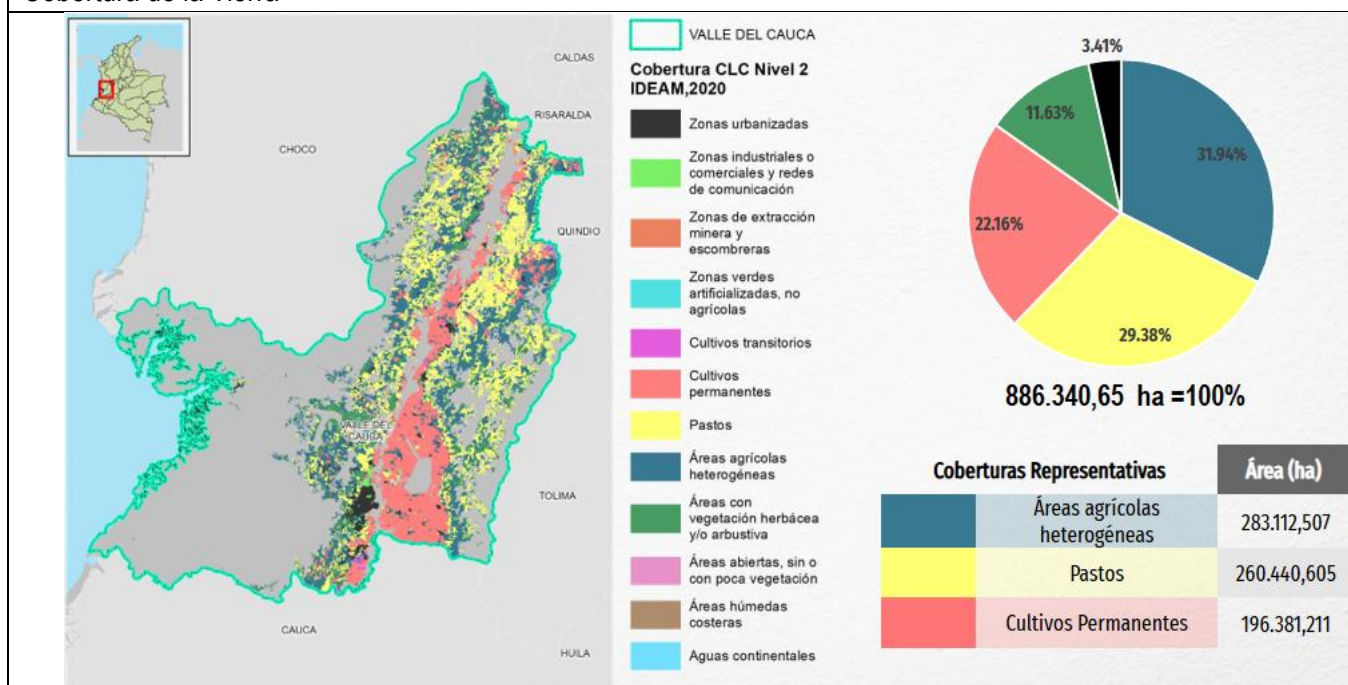 Cobertura de la Tierra
CALDAS
RISARALDA
CHOCO
QUINDIO
VALLE DEL
CAUCA
TOLIMA
CAUCA
HUILA
VALLE DEL CAUCA
Cobertura CLC Nivel 2
IDEAM,2020
Zonas urbanizadas
Zonas industriales o
comerciales y redes
de comunicación
Zonas de extracción
minera y
escombreras
Zonas verdes
artificializadas, no
agrícolas
Cultivos transitorios
Cultivos
permanentes
Pastos
Áreas agrícolas
heterogéneas
Áreas con
vegetación herbácea
y/o arbustiva
Áreas abiertas, sin o
con poca vegetación
Áreas húmedas
costeras
Aguas continentales
3.41%
11.63%
31.94%
22.16%
29.38%
886.340,65 ha =100%
Coberturas Representativas Área (ha)
Áreas agrícolas
heterogéneas
283.112,507
Pastos 260.440,605
Cultivos Permanentes 196.381,211